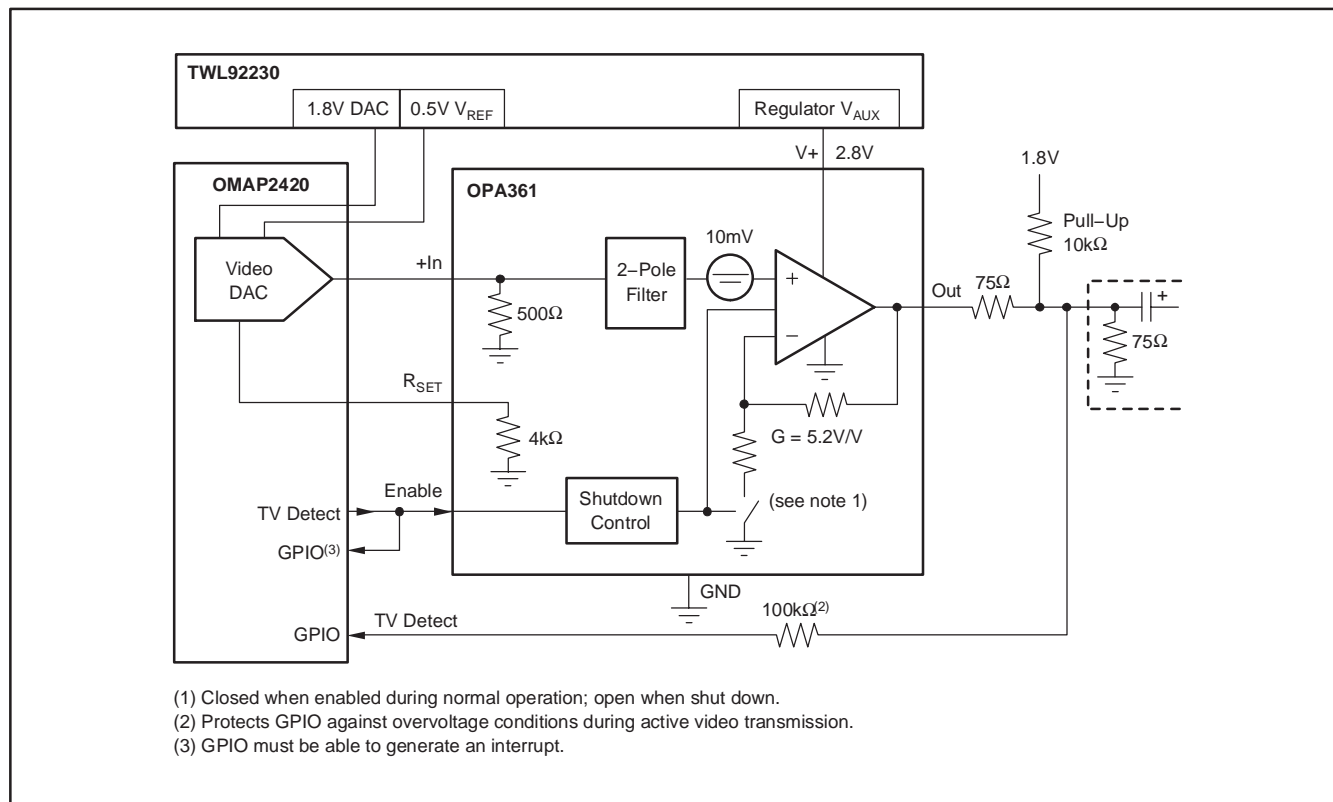 TWL92230
1.8V DAC
0.5V VREF
Regulator VAUX
V+ 2.8V
1.8V
OMAP2420
OPA361
Pull−Up
10kΩ
10mV
Video
DAC
+In
2−Pole
Filter
+
−
Out
75Ω
+
500Ω
75Ω
RSET
4kΩ
G = 5.2V/V
Enable
TV Detect
Shutdown
Control
(see note 1)
GPIO(3)
GND
100kΩ(2)
GPIO
TV Detect
(1) Closed when enabled during normal operation; open when shut down.
(2) Protects GPIO against overvoltage conditions during active video transmission.
(3) GPIO must be able to generate an interrupt.